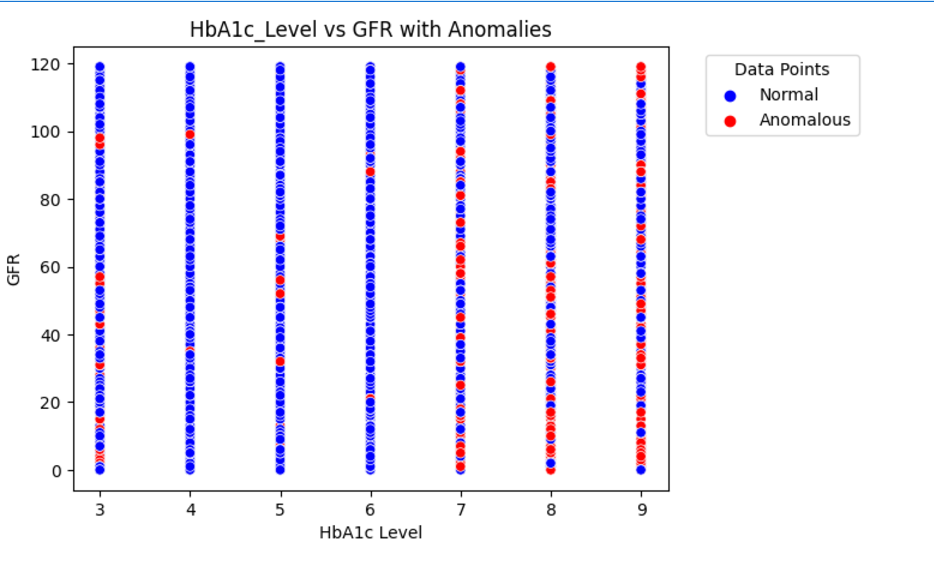 HbA1c_Level vs GFR with Anomalies
120
100
80
60
40
20
0
GFR
3 4 5 6 7 8 9
HbA1c Level
Data Points
Normal
Anomalous